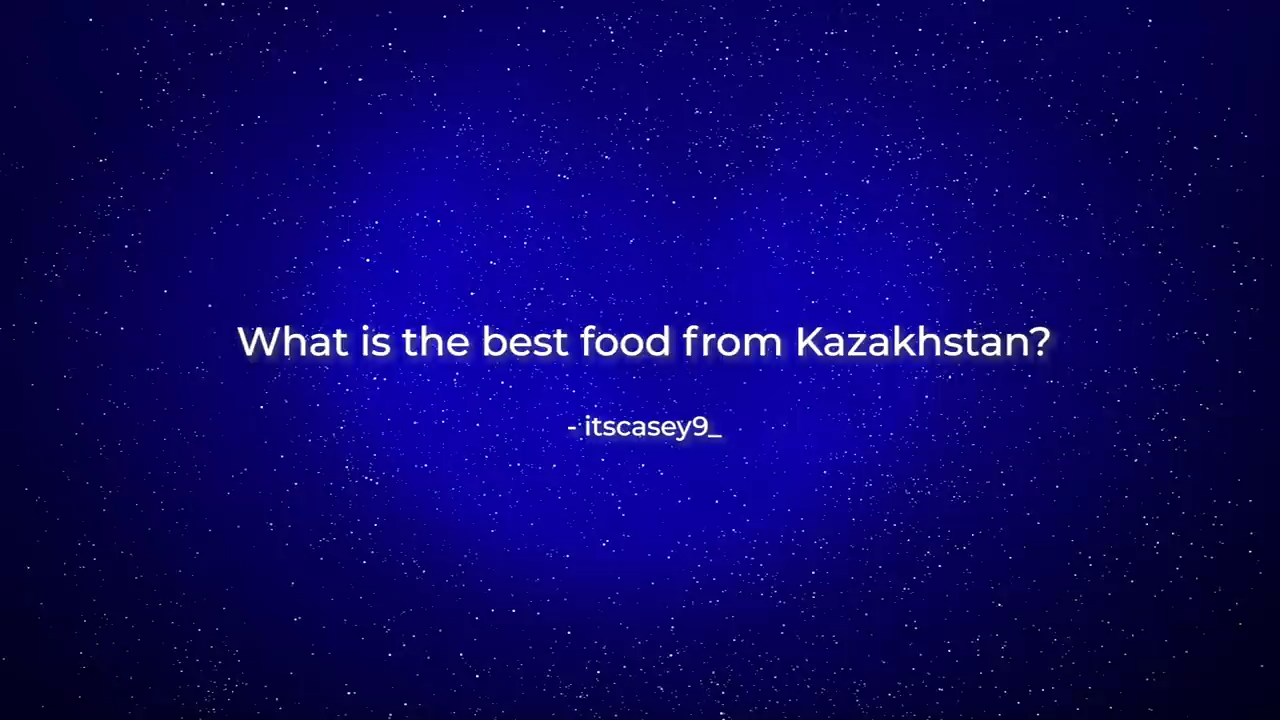 What is the best food from Kazakhstan?
- itscasey9_